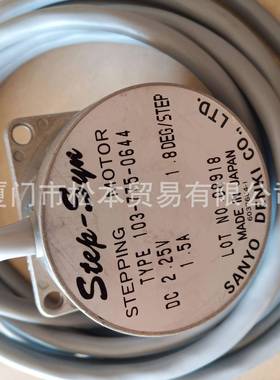 Step-Syn
STEPPING MOTOR
TYPE 103-
-0644
1.8DEG/STEP
DC 2.25V
1.5A
LOT NO.
MADE IN JAPAN
SANYO DENKI CO., LTD.
厦门市松本贸易有限公司